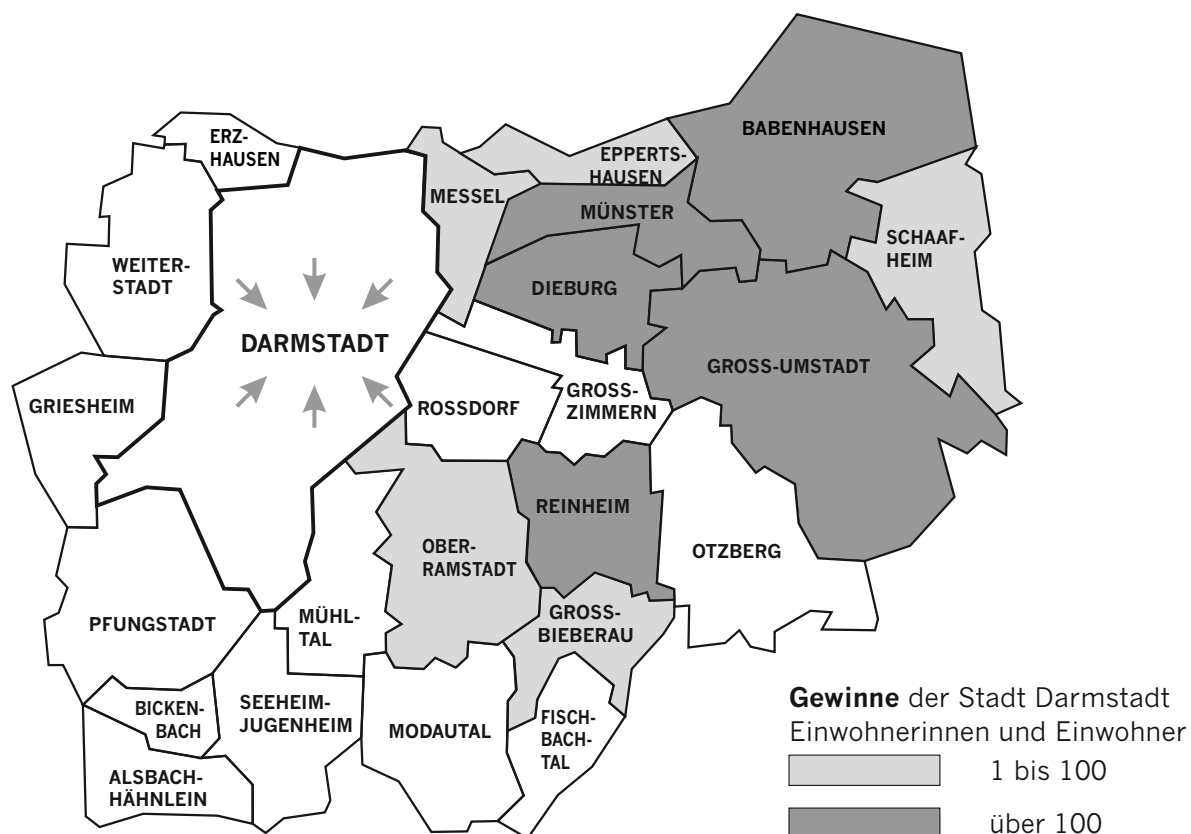 BABENHAUSEN
ERZ-
HAUSEN
EPPERTS-
HAUSEN
MESSEL
MÜNSTER
SCHAAF-
HEIM
WEITER-
STADT
DIEBURG
DARMSTADT
GROSS-UMSTADT
GRIESHEIM
ROSSDORF
GROSS-
ZIMMERN
REINHEIM
OBER-
RAMSTADT
OTZBERG
PFUNGSTADT
MÜHL-
TAL
GROSS-
BIEBERAU
BICKEN-
BACH
SEEHEIM-
JUGENHEIM
MODAUTAL
FISCH-
BACH-
TAL
ALSBACH-
HÄHNLEIN
Gewinne der Stadt Darmstadt
Einwohnerinnen und Einwohner
1 bis 100
über 100